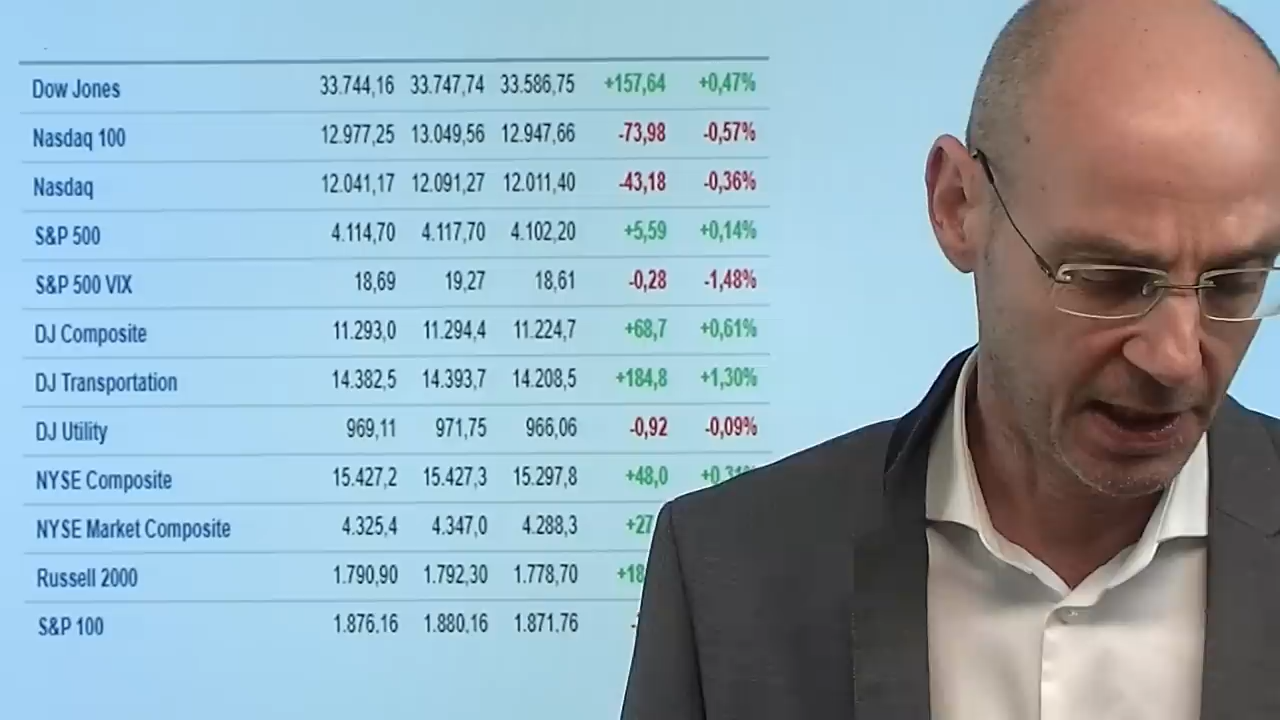 Dow Jones 33.744,16 33.747,74 33.586,75 +157,64 +0,47%
Nasdaq 100 12.977,25 13.049,56 12.947,66 -73,98 -0,57%
Nasdaq 12.041,17 12.091,27 12.011,40 -43,18 -0,36%
S&P 500 4.114,70 4.117,70 4.102,20 +5,59 +0,14%
S&P 500 VIX 18,69 19,27 18,61 -0,28 -1,48%
DJ Composite 11.293,0 11.294,4 11.224,7 +68,7 +0,61%
DJ Transportation 14.382,5 14.393,7 14.208,5 +184,8 +1,30%
DJ Utility 969,11 971,75 966,06 -0,92 -0,09%
NYSE Composite 15.427,2 15.427,3 15.297,8 +48,0
NYSE Market Composite 4.325,4 4.347,0 4.288,3 +27
Russell 2000 1.790,90 1.792,30 1.778,70 +18
S&P 100 1.876,16 1.880,16 1.871,76